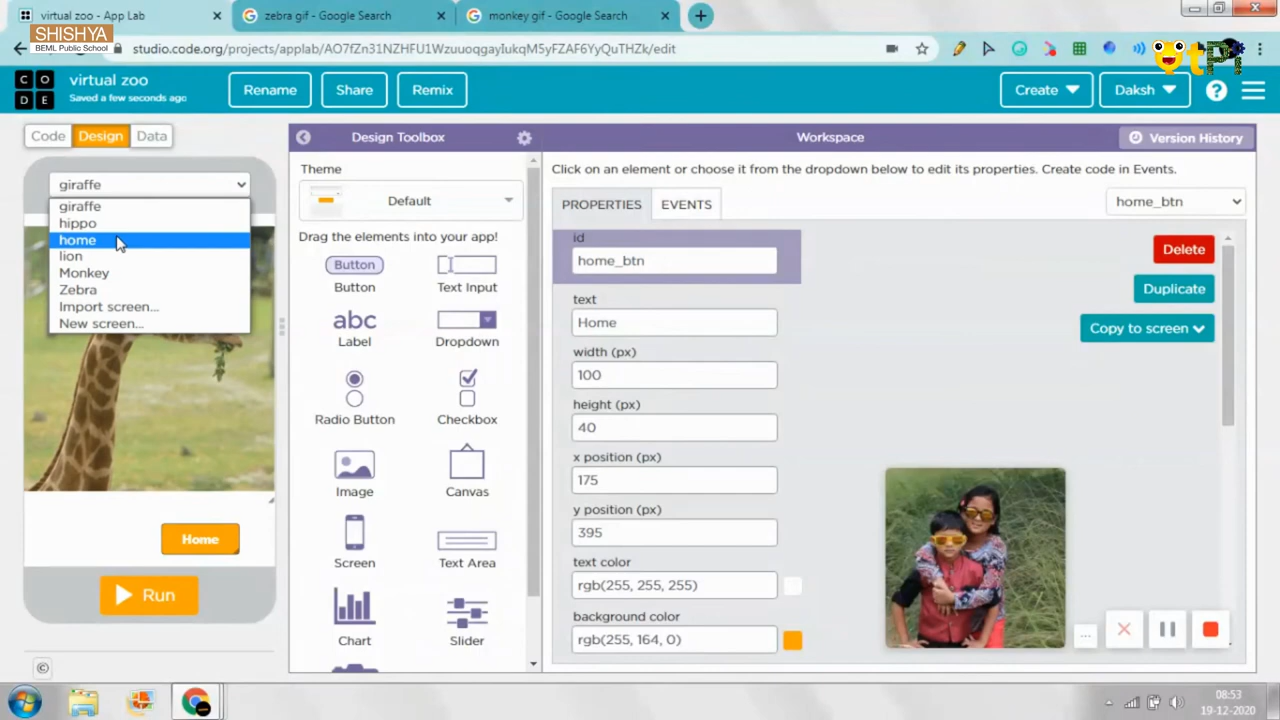 virtual zoo - App Lab
zebra gif - Google Search
monkey gif - Google Search
SHISHYA
BEML Public School
studio.code.org/projects/applab/AO7fZn31NZHFU1WzuuoqgaylukqM5yFZAF6YyQuTHZk/edit
CODE
virtual zoo
Saved a few seconds ago
Rename
Share
Remix
Create
Daksh
?
Code
Design
Data
Design Toolbox
Workspace
Version History
giraffe
giraffe
hippo
home
lion
Monkey
Zebra
Import screen...
New screen...
Home
Run
Theme
Default
Drag the elements into your app!
Button
Button
Text Input
abc
Label
Dropdown
Radio Button
Checkbox
Image
Canvas
Screen
Text Area
Chart
Slider
Click on an element or choose it from the dropdown below to edit its properties. Create code in Events.
PROPERTIES
EVENTS
home_btn
id
home_btn
Delete
Duplicate
Copy to screen
text
Home
width (px)
100
height (px)
40
x position (px)
175
y position (px)
395
text color
rgb(255, 255, 255)
background color
rgb(255, 164, 0)
...
©
08:53
19-12-2020